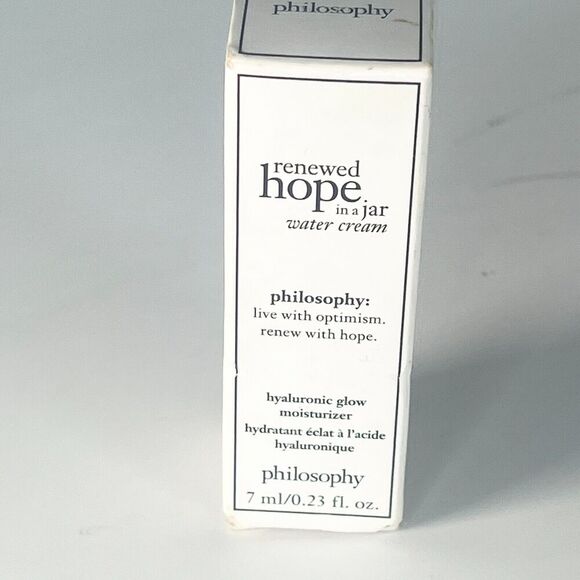 philosophy
renewed
hope
in a jar
water cream
philosophy:
live with optimism.
renew with hope.
hyaluronic glow
moisturizer
hydratant éclat à l'acide
hyaluronique
philosophy
7 ml/0.23 fl. oz.